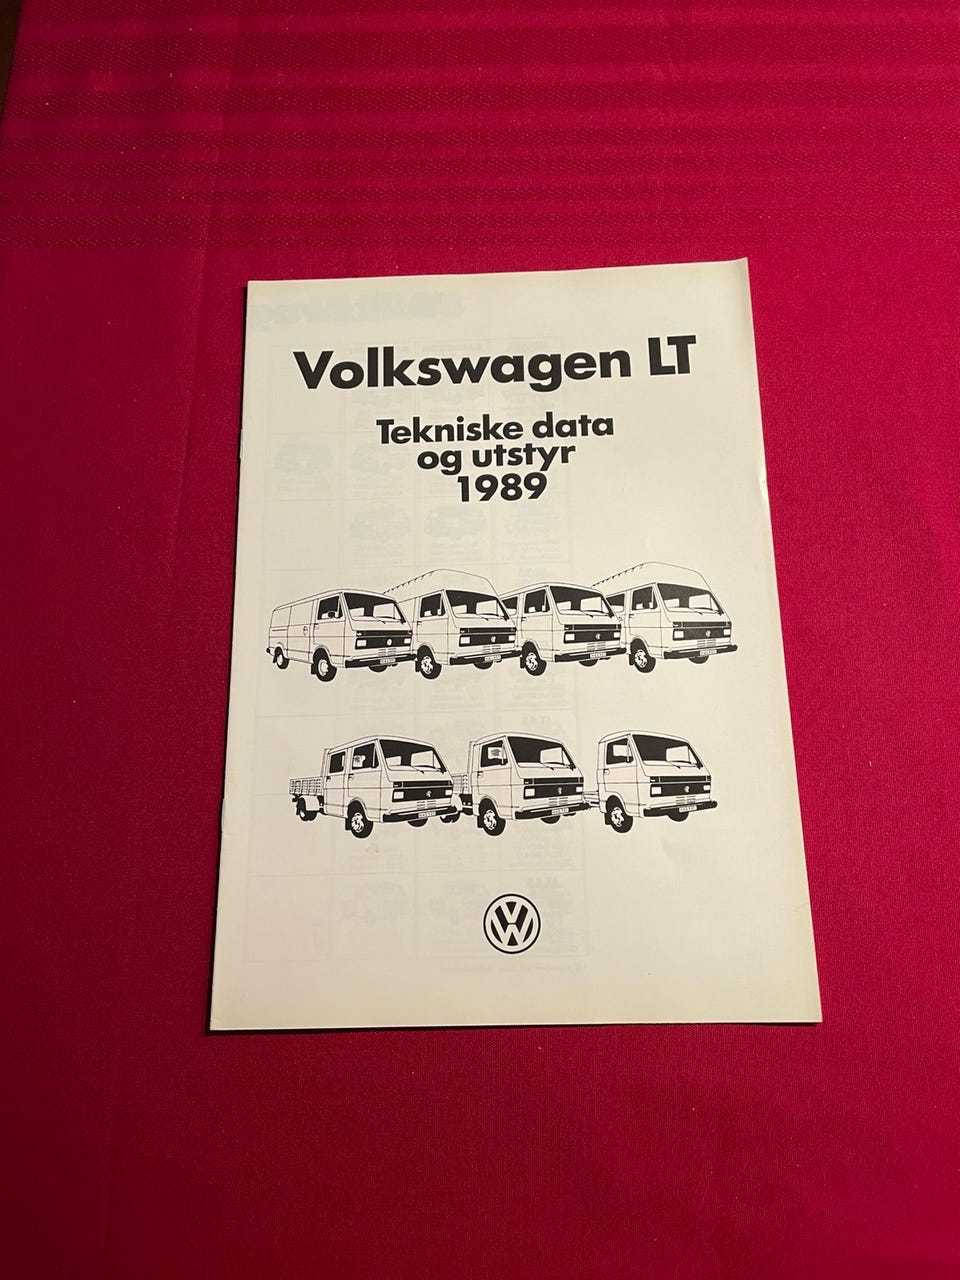 Volkswagen LT
Tekniske data
og utstyr
1989